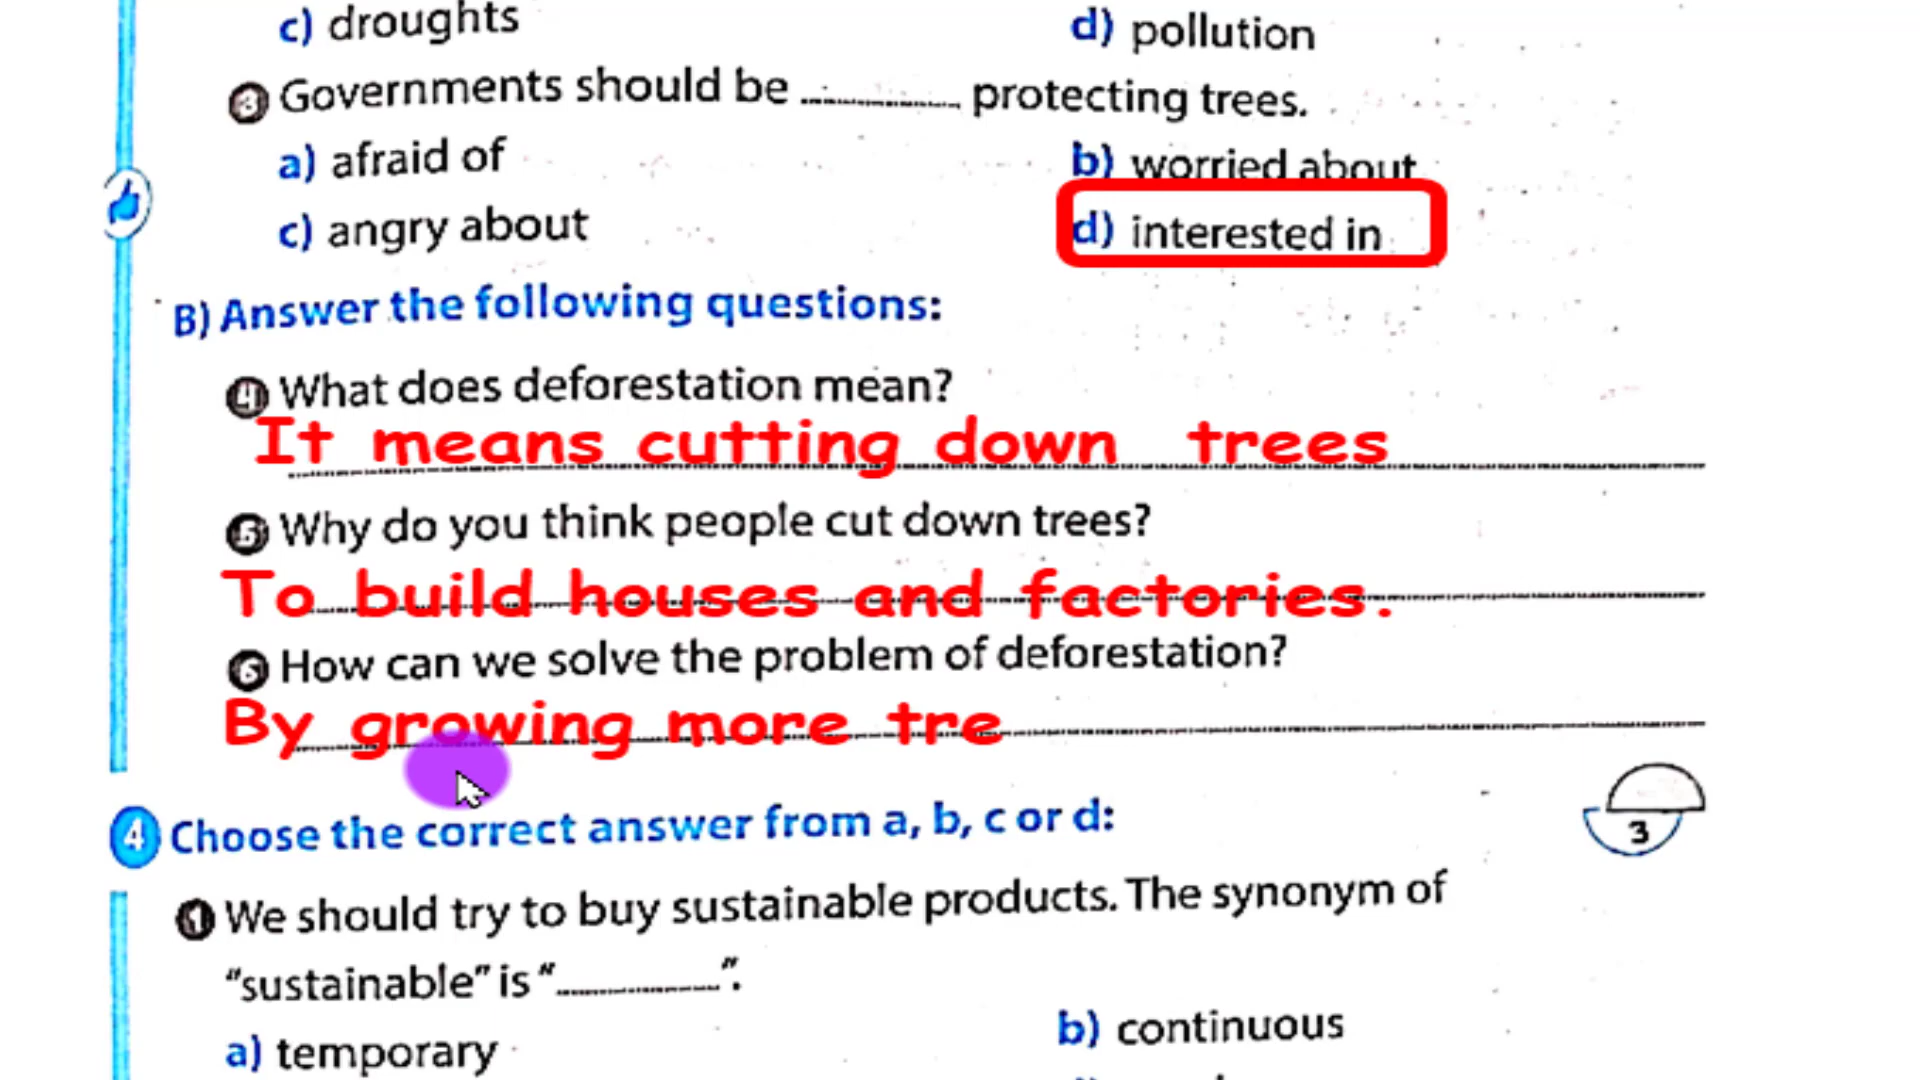 c) droughts
d) pollution
3 Governments should be ............ protecting trees.
a) afraid of
b) worried about
c) angry about
d) interested in
B) Answer the following questions:
4 What does deforestation mean?
It means cutting down trees
5 Why do you think people cut down trees?
To build houses and factories.
6 How can we solve the problem of deforestation?
By growing more tre
3
4 Choose the correct answer from a, b, c or d:
1 We should try to buy sustainable products. The synonym of
"sustainable" is "............".
a) temporary
b) continuous